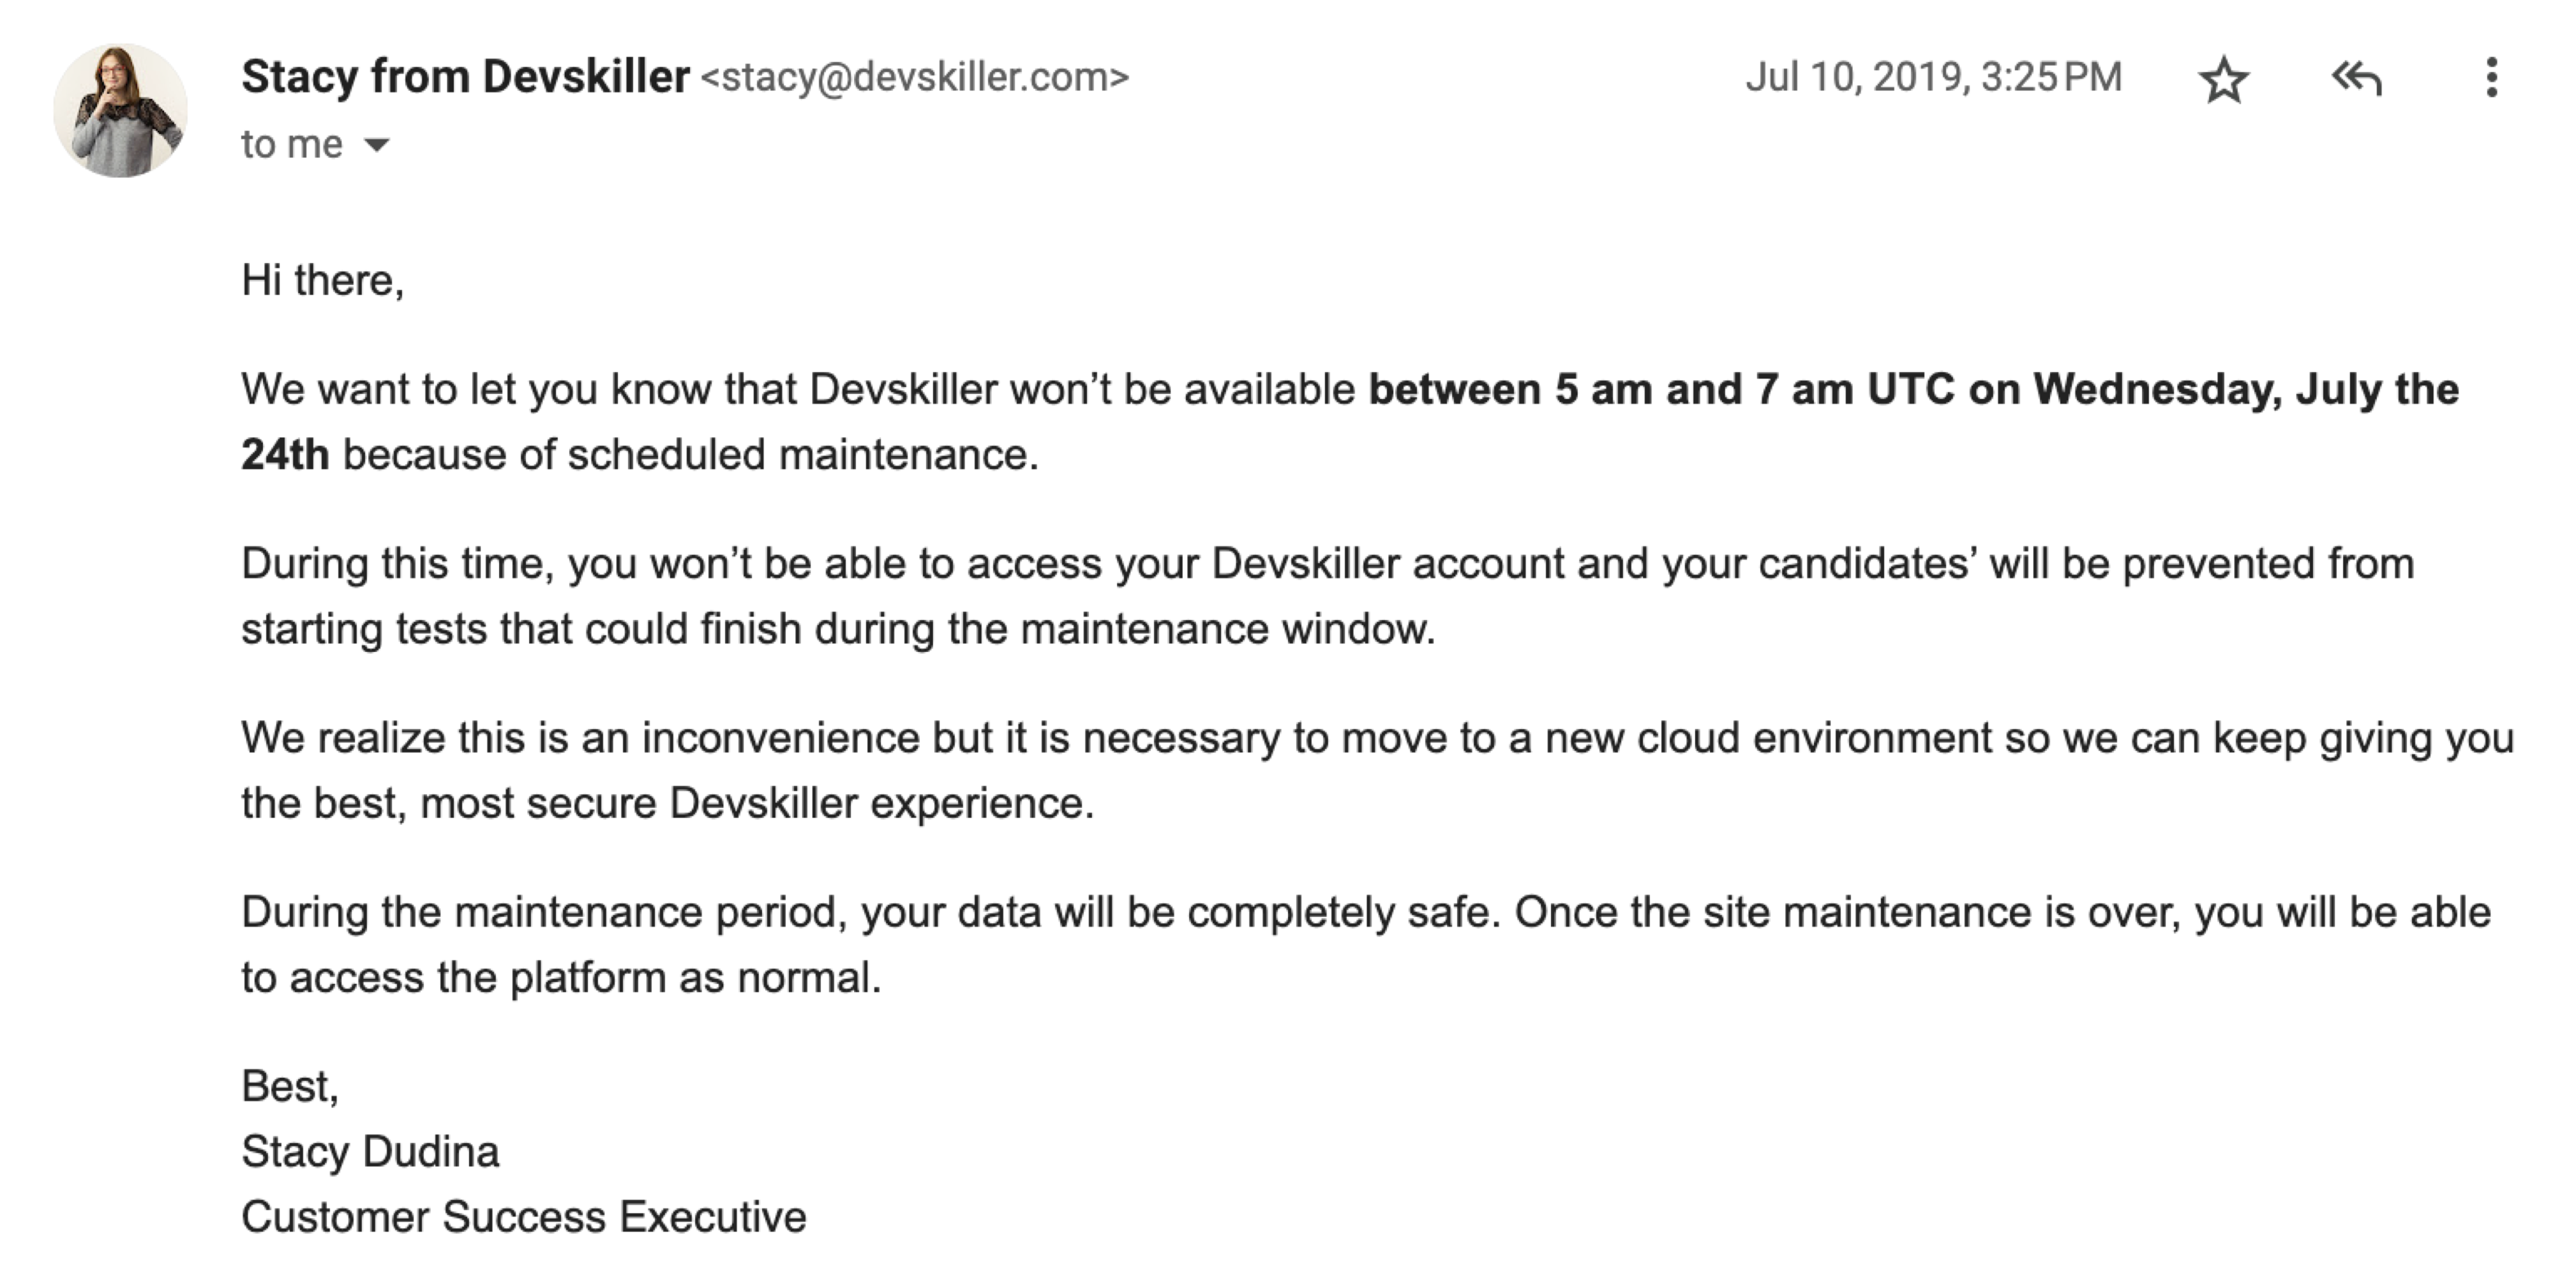 Stacy from Devskiller <stacy@devskiller.com>
Jul 10, 2019, 3:25 PM
to me
Hi there,
We want to let you know that Devskiller won’t be available between 5 am and 7 am UTC on Wednesday, July the
24th because of scheduled maintenance.
During this time, you won’t be able to access your Devskiller account and your candidates’ will be prevented from
starting tests that could finish during the maintenance window.
We realize this is an inconvenience but it is necessary to move to a new cloud environment so we can keep giving you
the best, most secure Devskiller experience.
During the maintenance period, your data will be completely safe. Once the site maintenance is over, you will be able
to access the platform as normal.
Best,
Stacy Dudina
Customer Success Executive